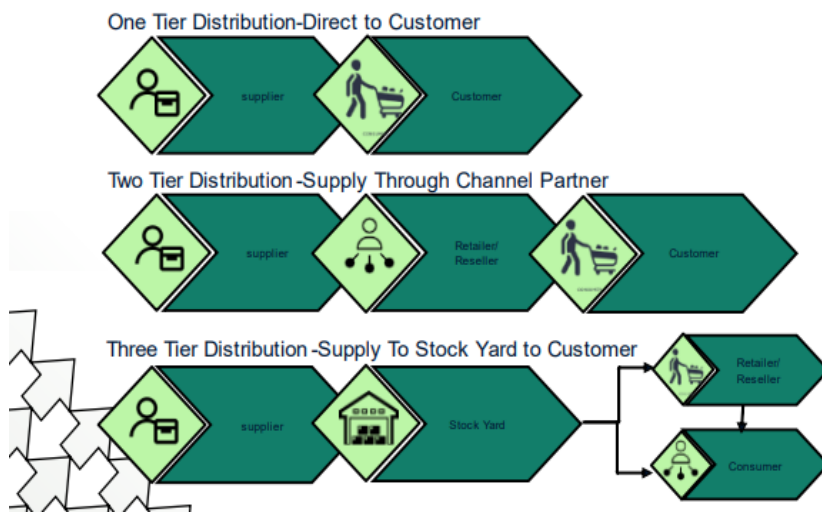 One Tier Distribution-Direct to Customer
supplier
Customer
Two Tier Distribution-Supply Through Channel Partner
supplier
Retailer/
Reseller
Customer
Three Tier Distribution-Supply To Stock Yard to Customer
supplier
Stock Yard
Retailer/
Reseller
Consumer